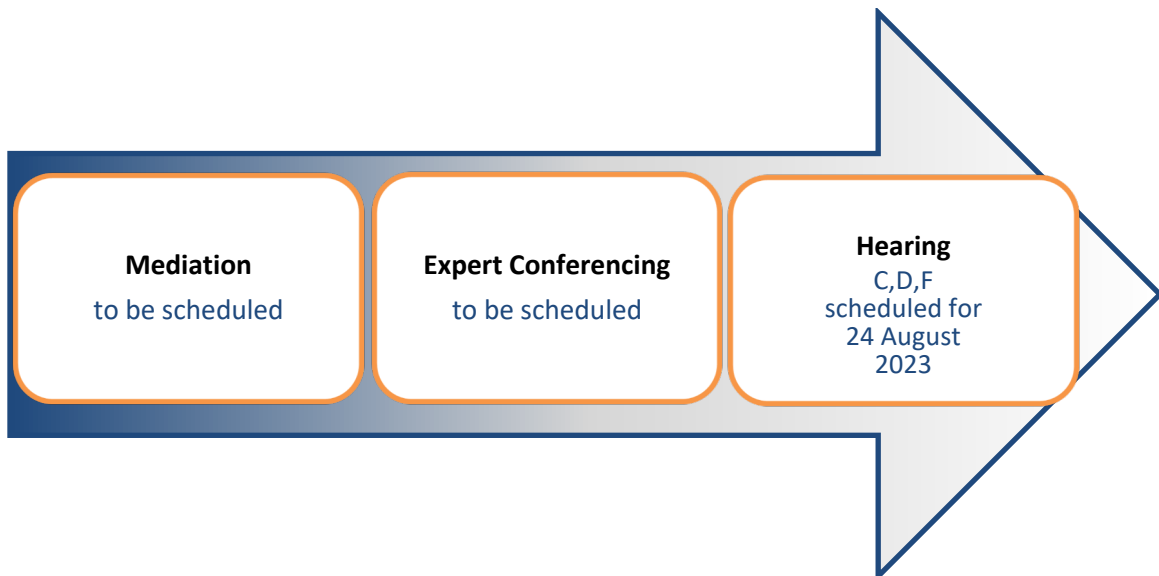 Mediation
to be scheduled
Expert Conferencing
to be scheduled
Hearing
C,D,F
scheduled for
24 August
2023